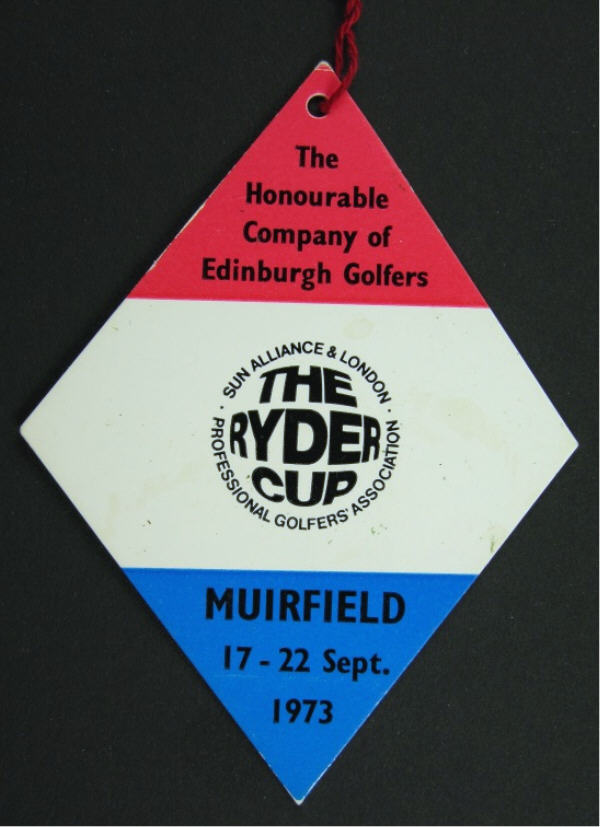 The
Honourable
Company of
Edinburgh Golfers
· SUN ALLIANCE & LONDON ·
THE
RYDER
CUP
PROFESSIONAL GOLFERS' ASSOCIATION
MUIRFIELD
17 - 22 Sept.
1973